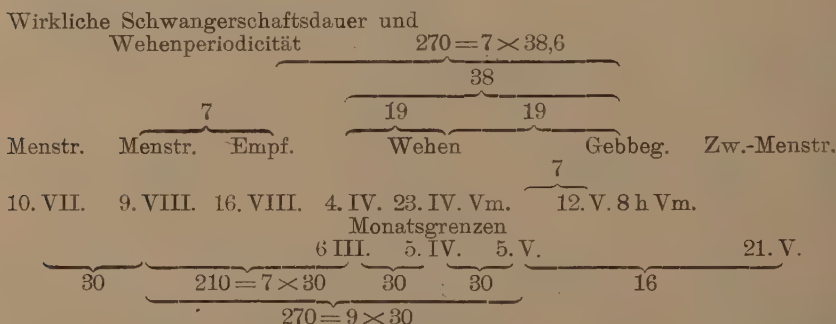 Wirkliche Schwangerschaftsdauer und
Wehenperiodicität 270=7×38,6
38
7 19 19
Menstr. Menstr. Empf. Wehen Gebbeg. Zw.-Menstr.
7
10. VII. 9. VIII. 16. VIII. 4. IV. 23. IV. Vm. 12. V. 8 h Vm.
Monatsgrenzen
6 III. 5. IV. 5. V. 21. V.
30 210=7×30 30 30 16
270=9×30